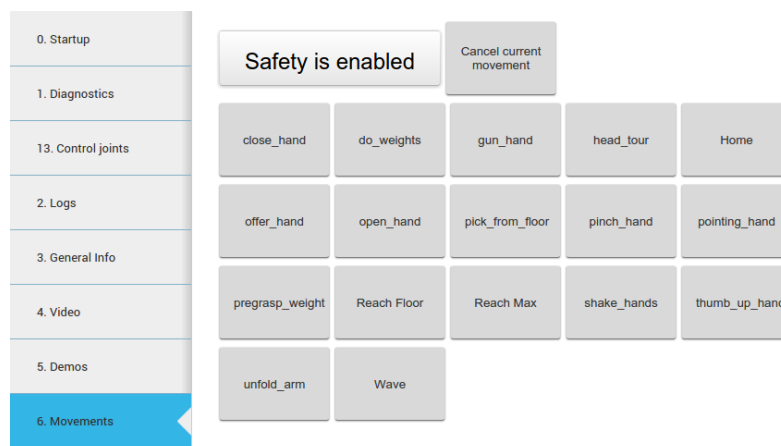 0. Startup
1. Diagnostics
13. Control joints
2. Logs
3. General Info
4. Video
5. Demos
6. Movements
Safety is enabled
Cancel current
movement
close_hand
do_weights
gun_hand
head_tour
Home
offer_hand
open_hand
pick_from_floor
pinch_hand
pointing_hand
pregrasp_weight
Reach Floor
Reach Max
shake_hands
thumb_up_hand
unfold_arm
Wave